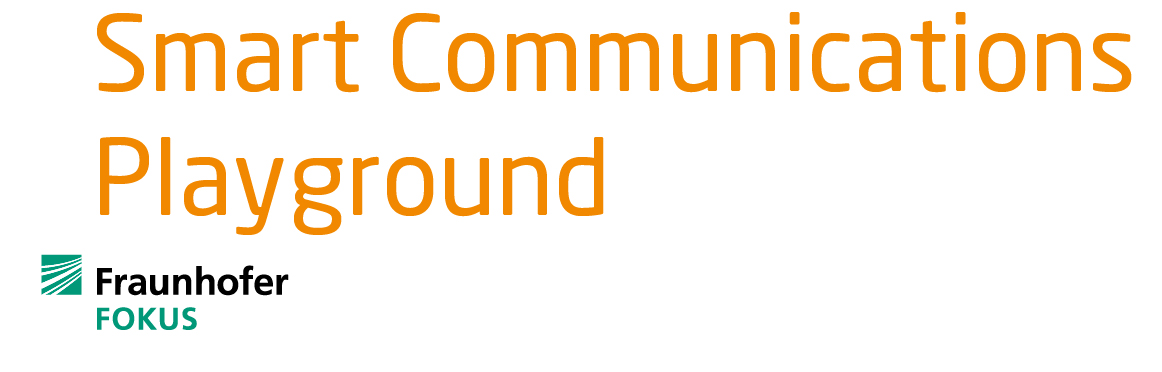 Smart Communications
Playground
Fraunhofer
FOKUS